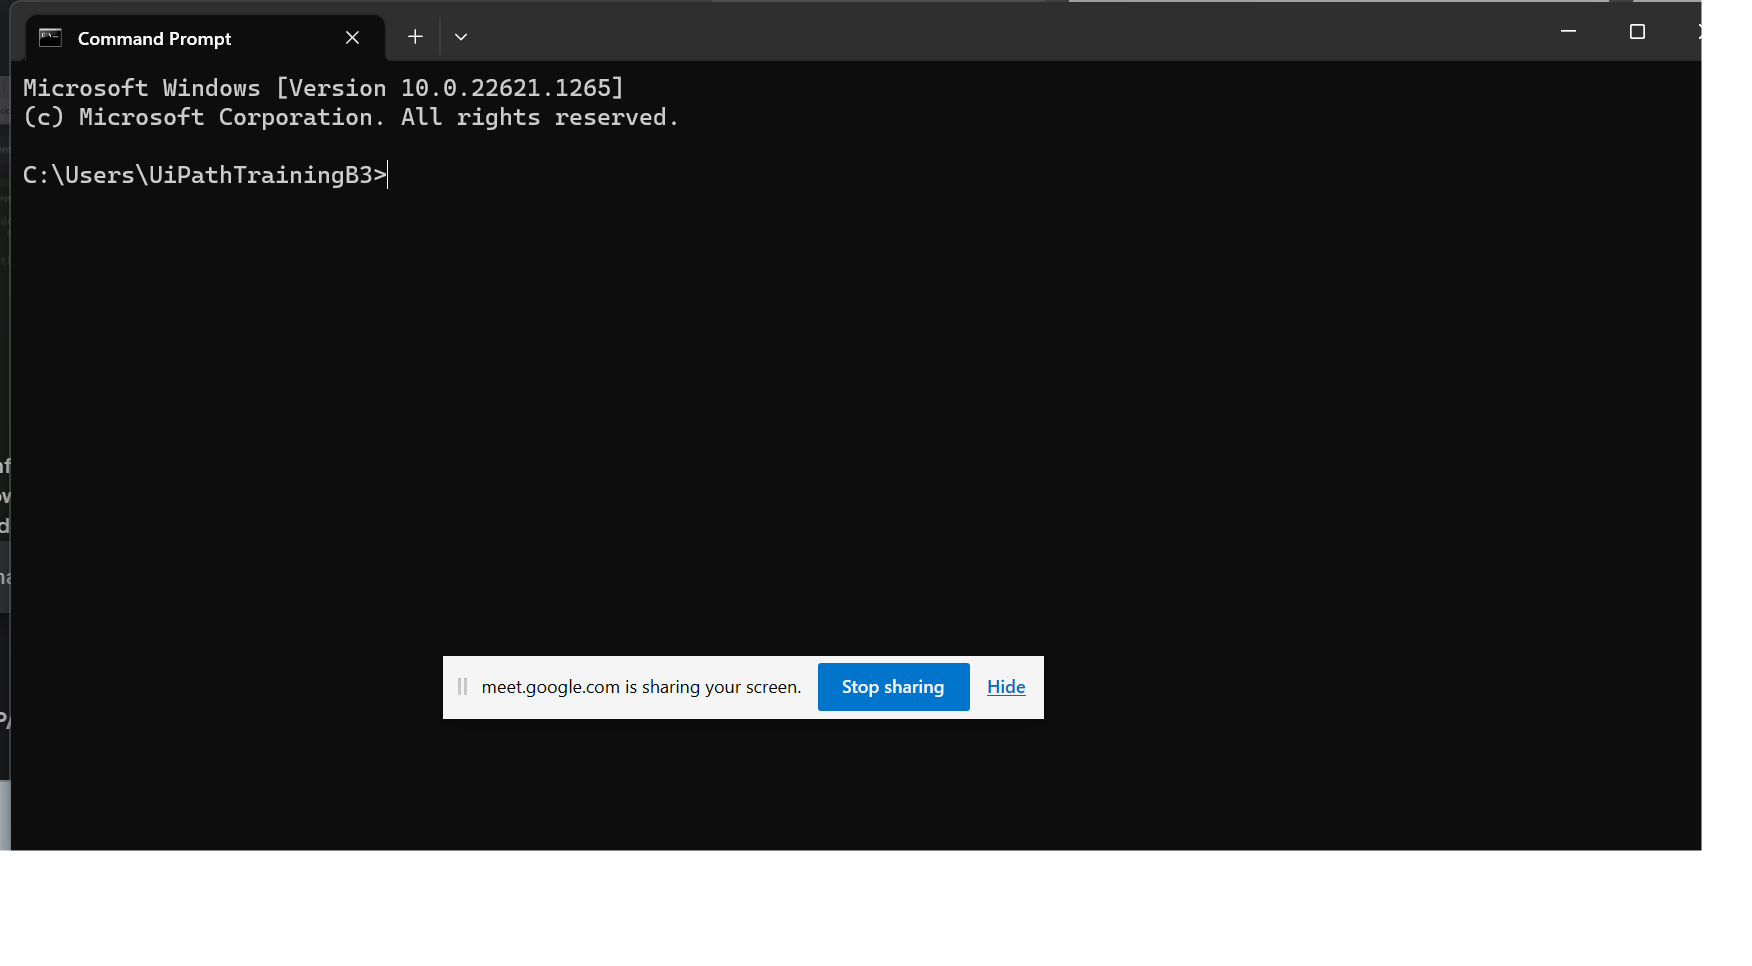 Command Prompt
Microsoft Windows [Version 10.0.22621.1265]
(c) Microsoft Corporation. All rights reserved.
C:\Users\UiPathTrainingB3>
meet.google.com is sharing your screen. Stop sharing Hide